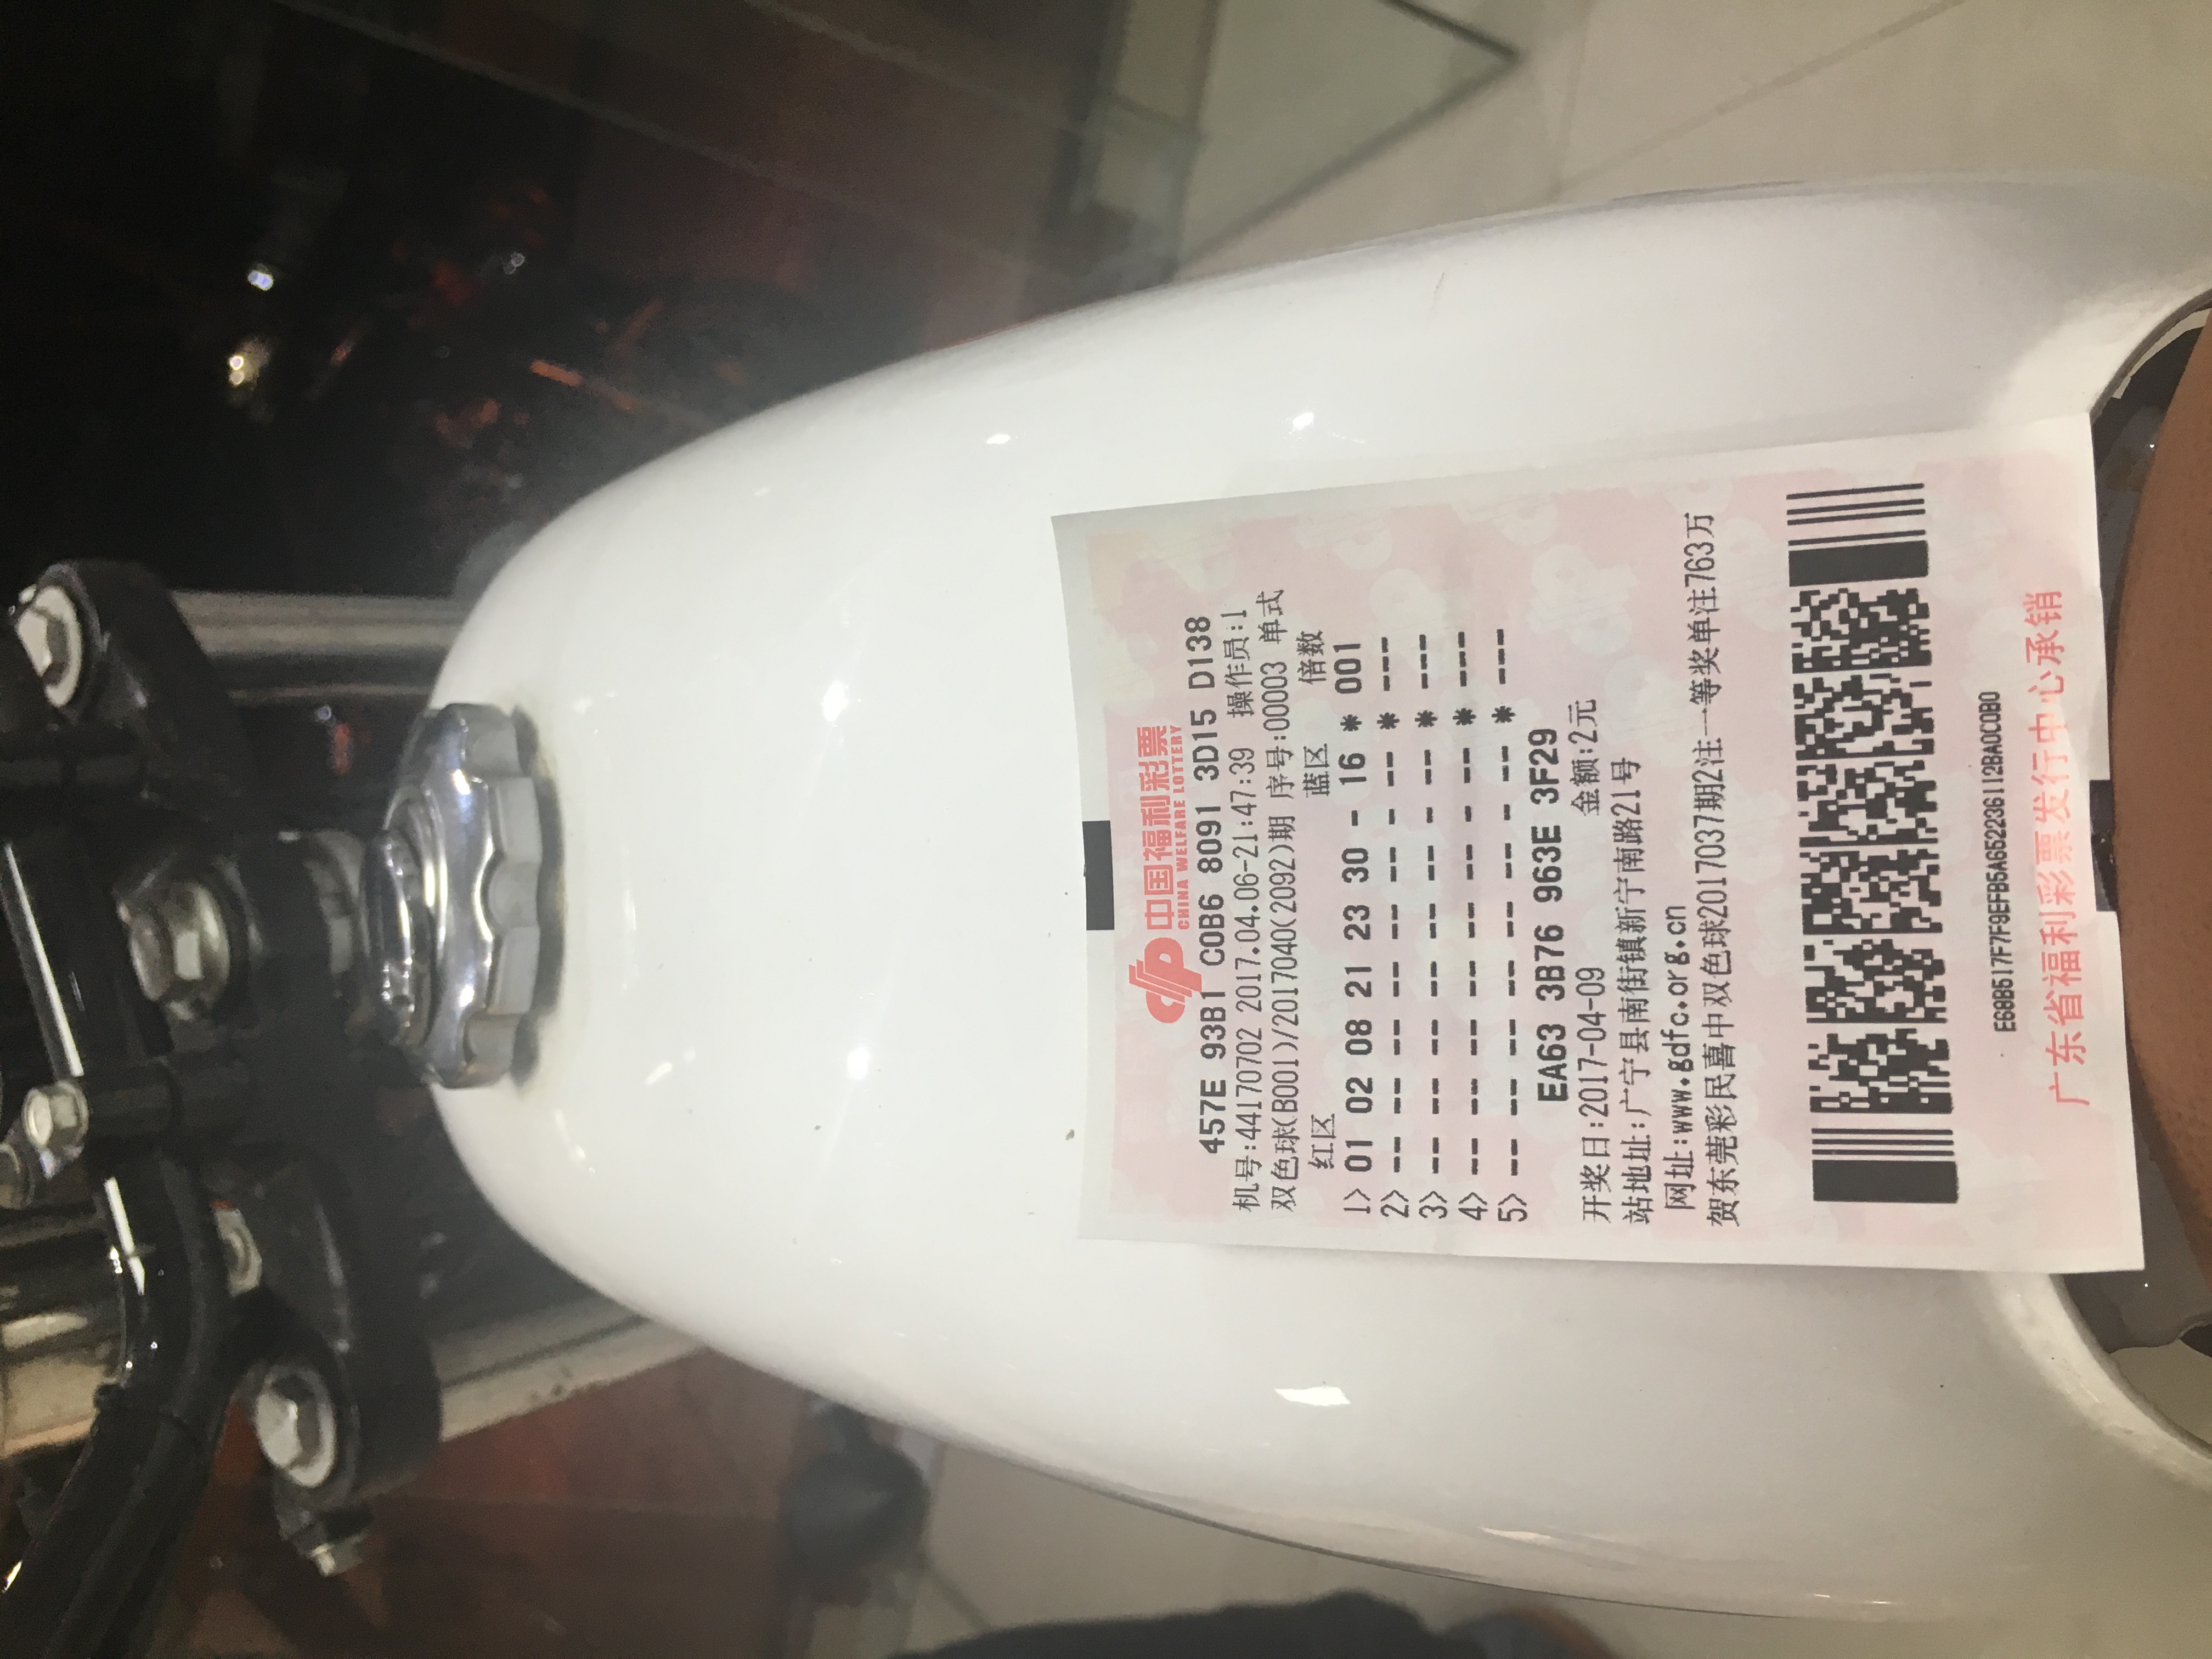 中国福利彩票
CHINA WELFARE LOTTERY
457E 93B1 C0B6 8091 3D15 D138
机号:44170702 2017.04.06-21:47:39 操作员:1
双色球(B001)/2017040(2092)期 序号:00003 单式
红区 蓝区 倍数
1> 01 02 08 21 23 30 - 16 * 001
2> -- -- -- -- -- -- - -- * ---
3> -- -- -- -- -- -- - -- * ---
4> -- -- -- -- -- -- - -- * ---
5> -- -- -- -- -- -- - -- * ---
EA63 3B76 963E 3F29
开奖日:2017-04-09 金额:2元
站地址:广宁县南街镇新宁南路21号
网址:www.gdfc.org.cn
贺东莞彩民喜中双色球2017037期2注一等奖单注763万
E68B517F7F8EFB5A652236112BA0C0B0
广东省福利彩票发行中心承销